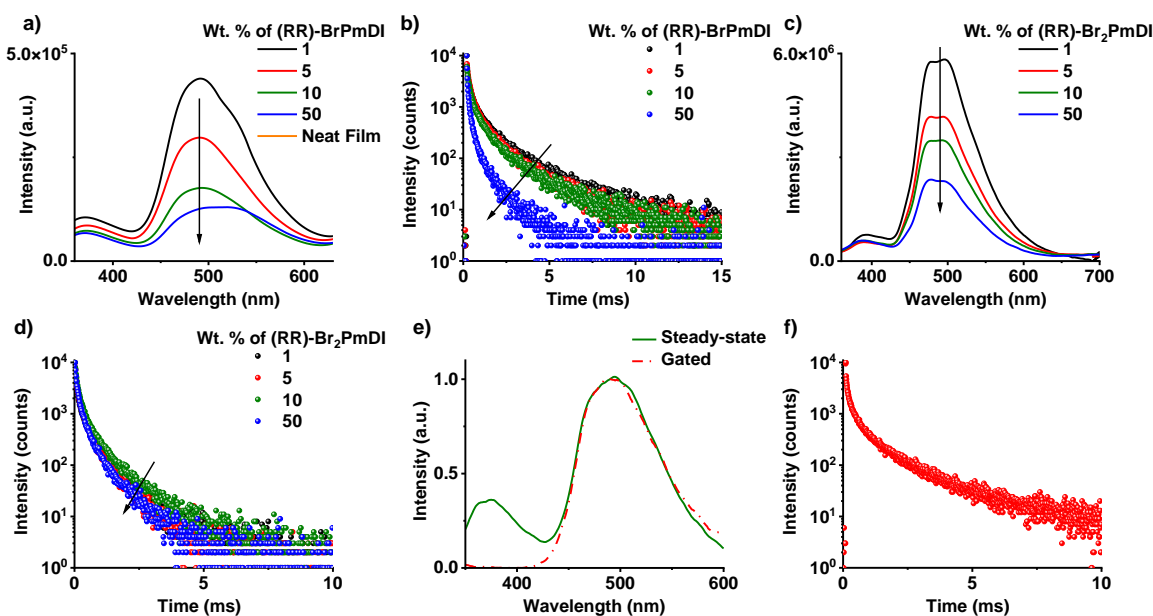 a)
Wt. % of (RR)-BrPmDI
1
5
10
50
Neat Film
5.0×10⁵
0.0
Intensity (a.u.)
400 500 600
Wavelength (nm)
b)
Wt. % of (RR)-BrPmDI
1
5
10
50
10⁴
10³
10²
10¹
10⁰
Intensity (counts)
0 5 10 15
Time (ms)
c)
Wt. % of (RR)-Br₂PmDI
1
5
10
50
6.0×10⁶
0.0
Intensity (a.u.)
400 500 600 700
Wavelength (nm)
d)
Wt. % of (RR)-Br₂PmDI
1
5
10
50
10⁴
10³
10²
10¹
10⁰
Intensity (counts)
0 5 10
Time (ms)
e)
Steady-state
Gated
1.0
0.5
0.0
Intensity (a.u.)
400 500 600
Wavelength (nm)
f)
10⁴
10³
10²
10¹
10⁰
Intensity (counts)
0 5 10
Time (ms)